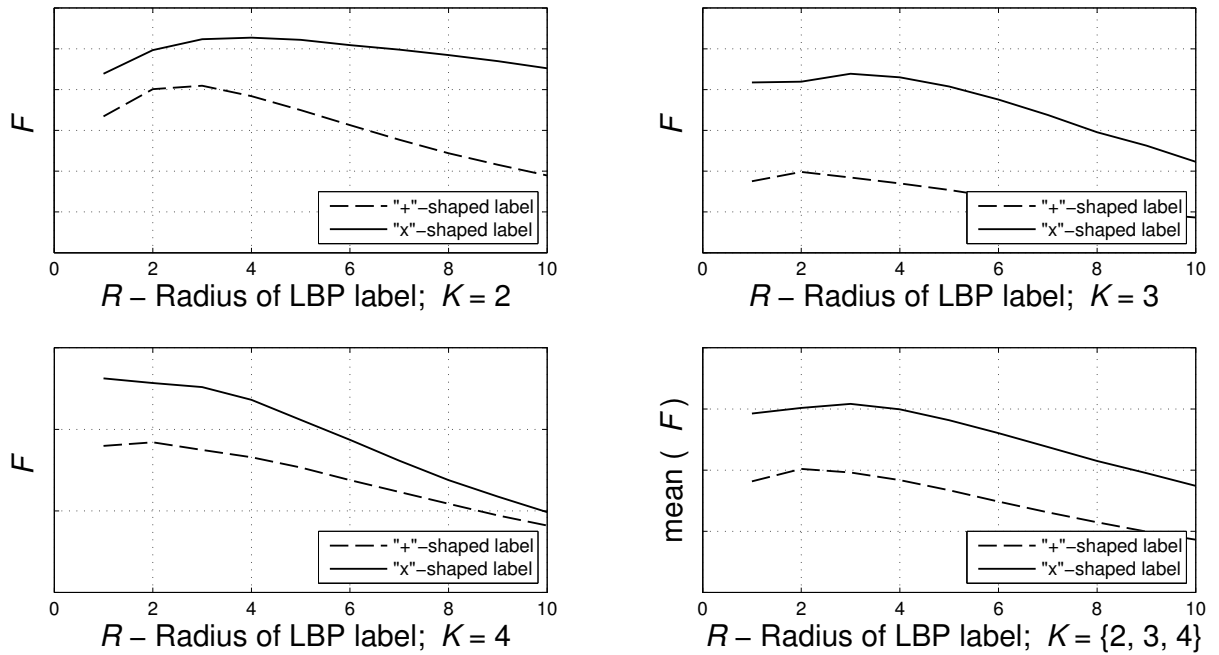 F
"+"−shaped label
"x"−shaped label
0 2 4 6 8 10
R − Radius of LBP label; K = 2
F
"+"−shaped label
"x"−shaped label
0 2 4 6 8 10
R − Radius of LBP label; K = 3
F
"+"−shaped label
"x"−shaped label
0 2 4 6 8 10
R − Radius of LBP label; K = 4
mean ( F )
"+"−shaped label
"x"−shaped label
0 2 4 6 8 10
R − Radius of LBP label; K = {2, 3, 4}